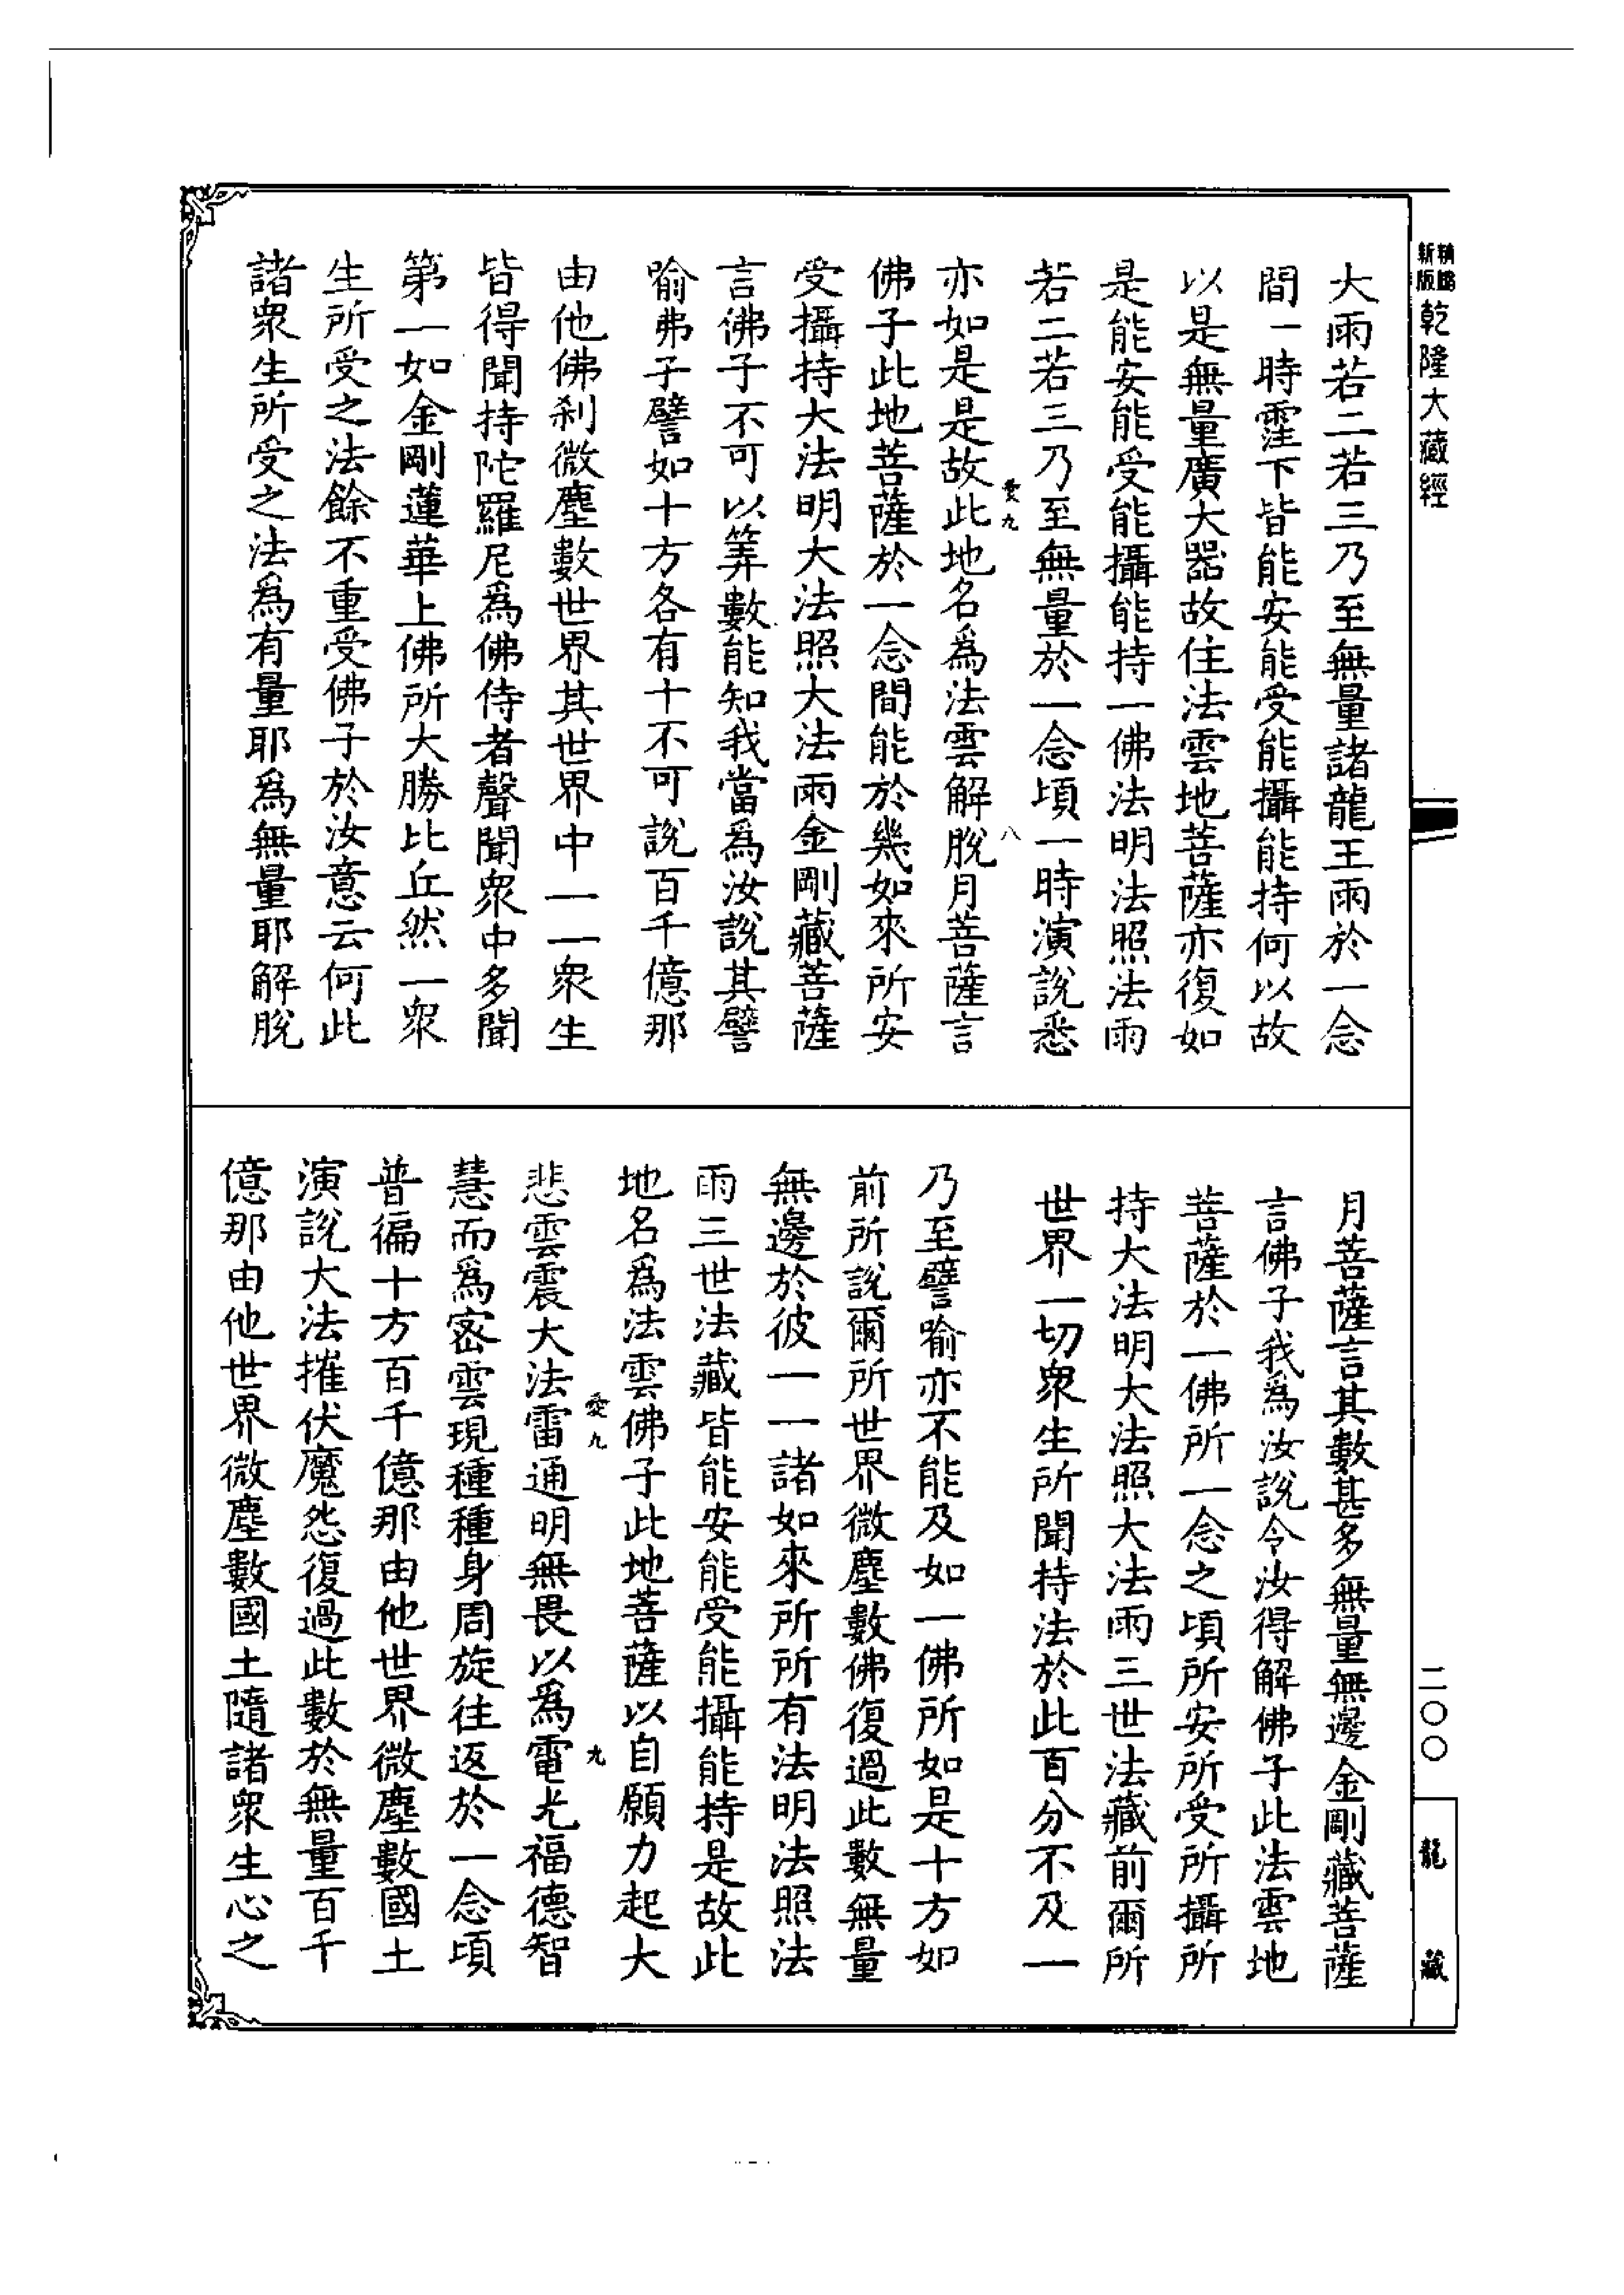 新版
精縮
乾隆大藏經
大雨若二若三乃至無量諸龍王雨於一念
間一時霔下皆能安能受能攝能持何以故
以是無量廣大器故住法雲地菩薩亦復如
是能安能受能攝能持一佛法明法照法雨
若二若三乃至無量於一念頃一時演說悉
愛九
八
亦如是是故此地名爲法雲解脫月菩薩言
佛子此地菩薩於一念間能於幾如來所安
受攝持大法明大法照大法雨金剛藏菩薩
言佛子不可以筭數能知我當爲汝說其譬
喻弗子譬如十方各有十不可說百千億那
由他佛刹微塵數世界其世界中一一眾生
皆得聞持陀羅尼爲佛侍者聲聞眾中多聞
第一如金剛蓮華上佛所大勝比丘然一眾
生所受之法餘不重受佛子於汝意云何此
諸眾生所受之法爲有量耶爲無量耶解脫
月菩薩言其數甚多無量無邊金剛藏菩薩
言佛子我爲汝說令汝得解佛子此法雲地
菩薩於一佛所一念之頃所安所受所攝所
持大法明大法照大法雨三世法藏前爾所
世界一切眾生所聞持法於此百分不及一
乃至譬喻亦不能及如一佛所如是十方如
前所說爾所世界微塵數佛復過此數無量
無邊於彼一一諸如來所所有法明法照法
雨三世法藏皆能安能受能攝能持是故此
地名爲法雲佛子此地菩薩以自願力起大
愛九
九
悲雲震大法雷通明無畏以爲電光福德智
慧而爲密雲現種種身周旋往返於一念頃
普徧十方百千億那由他世界微塵數國土
演說大法摧伏魔怨復過此數於無量百千
億那由他世界微塵數國土隨諸眾生心之
二〇〇
龍藏